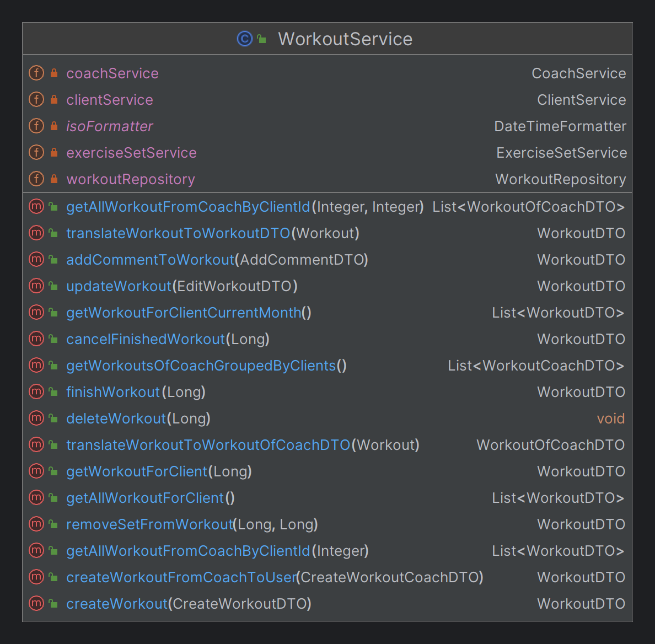 WorkoutService
coachService CoachService
clientService ClientService
isoFormatter DateTimeFormatter
exerciseSetService ExerciseSetService
workoutRepository WorkoutRepository
getAllWorkoutFromCoachByClientId(Integer, Integer) List<WorkoutOfCoachDTO>
translateWorkoutToWorkoutDTO(Workout) WorkoutDTO
addCommentToWorkout(AddCommentDTO) WorkoutDTO
updateWorkout(EditWorkoutDTO) WorkoutDTO
getWorkoutForClientCurrentMonth() List<WorkoutDTO>
cancelFinishedWorkout(Long) WorkoutDTO
getWorkoutsOfCoachGroupedByClients() List<WorkoutCoachDTO>
finishWorkout(Long) WorkoutDTO
deleteWorkout(Long) void
translateWorkoutToWorkoutOfCoachDTO(Workout) WorkoutOfCoachDTO
getWorkoutForClient(Long) WorkoutDTO
getAllWorkoutForClient() List<WorkoutDTO>
removeSetFromWorkout(Long, Long) WorkoutDTO
getAllWorkoutFromCoachByClientId(Integer) List<WorkoutDTO>
createWorkoutFromCoachToUser(CreateWorkoutCoachDTO) WorkoutDTO
createWorkout(CreateWorkoutDTO) WorkoutDTO